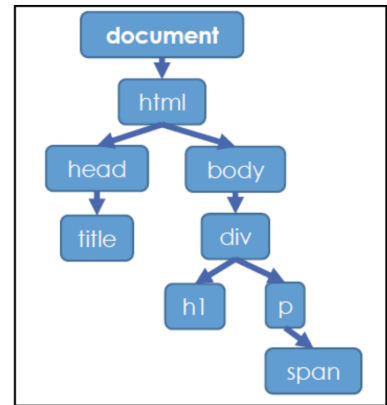 document
html
head
body
title
div
h1
p
span